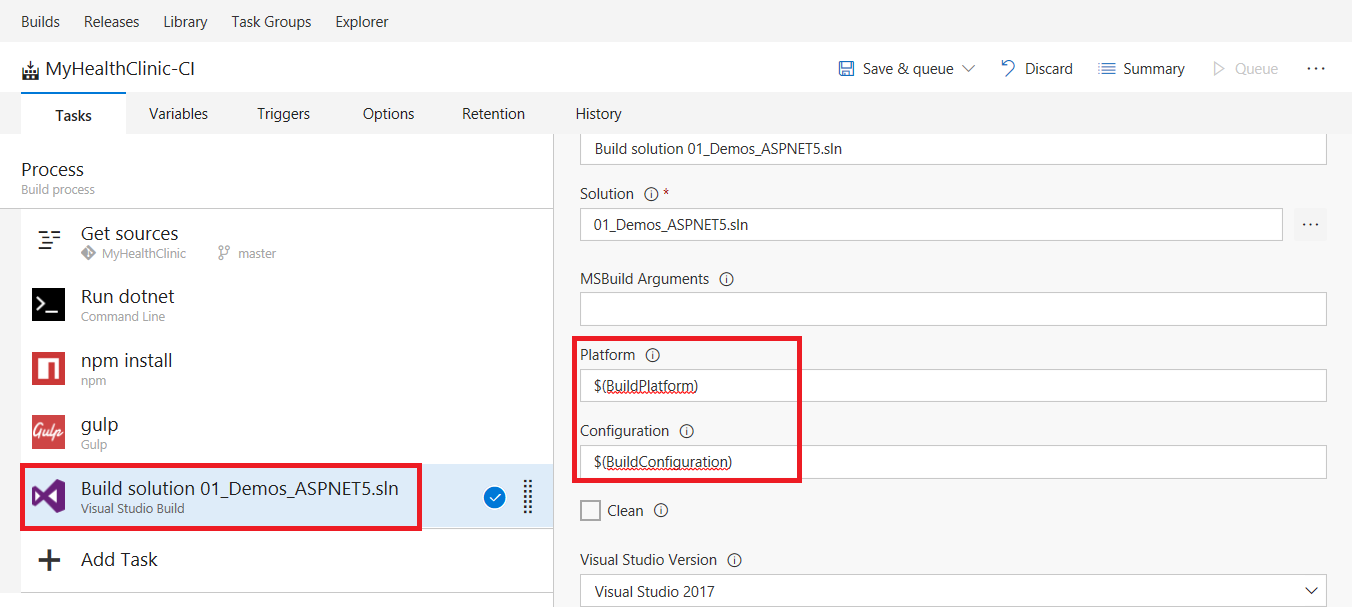 Builds Releases Library Task Groups Explorer
MyHealthClinic-CI Save & queue Discard Summary Queue ...
Tasks Variables Triggers Options Retention History
Process
Build process
Get sources
MyHealthClinic master
>_
Run dotnet
Command Line
npm install
npm
Gulp
gulp
Gulp
Build solution 01_Demos_ASPNET5.sln
Visual Studio Build
Add Task
Build solution 01_Demos_ASPNET5.sln
Solution *
01_Demos_ASPNET5.sln ...
MSBuild Arguments
Platform
$(BuildPlatform)
Configuration
$(BuildConfiguration)
Clean
Visual Studio Version
Visual Studio 2017